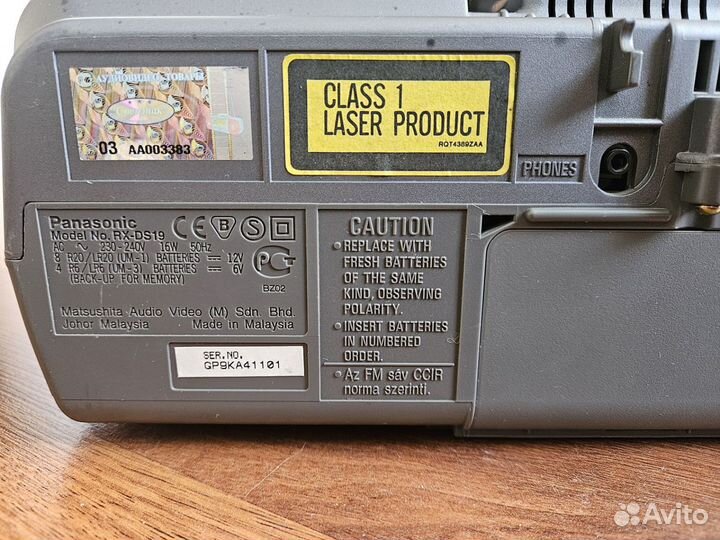 АУДИОВИДЕО ТОВАРЫ
03 AA003383
CLASS 1
LASER PRODUCT
RQT4389ZAA
PHONES
Panasonic
Model No. RX-DS19
AC ~ 230-240V 16W 50Hz
8 R20/LR20 (UM-1) BATTERIES ⎓ 12V
4 R6/LR6 (UM-3) BATTERIES ⎓ 6V
(BACK-UP FOR MEMORY)
CE B S
PC
BZ02
Matsushita Audio Video (M) Sdn. Bhd.
Johor Malaysia Made in Malaysia
SER.NO.
GP9KA41101
CAUTION
REPLACE WITH
FRESH BATTERIES
OF THE SAME
KIND, OBSERVING
POLARITY.
INSERT BATTERIES
IN NUMBERED
ORDER.
Az FM sáv CCIR
norma szerinti.
Avito